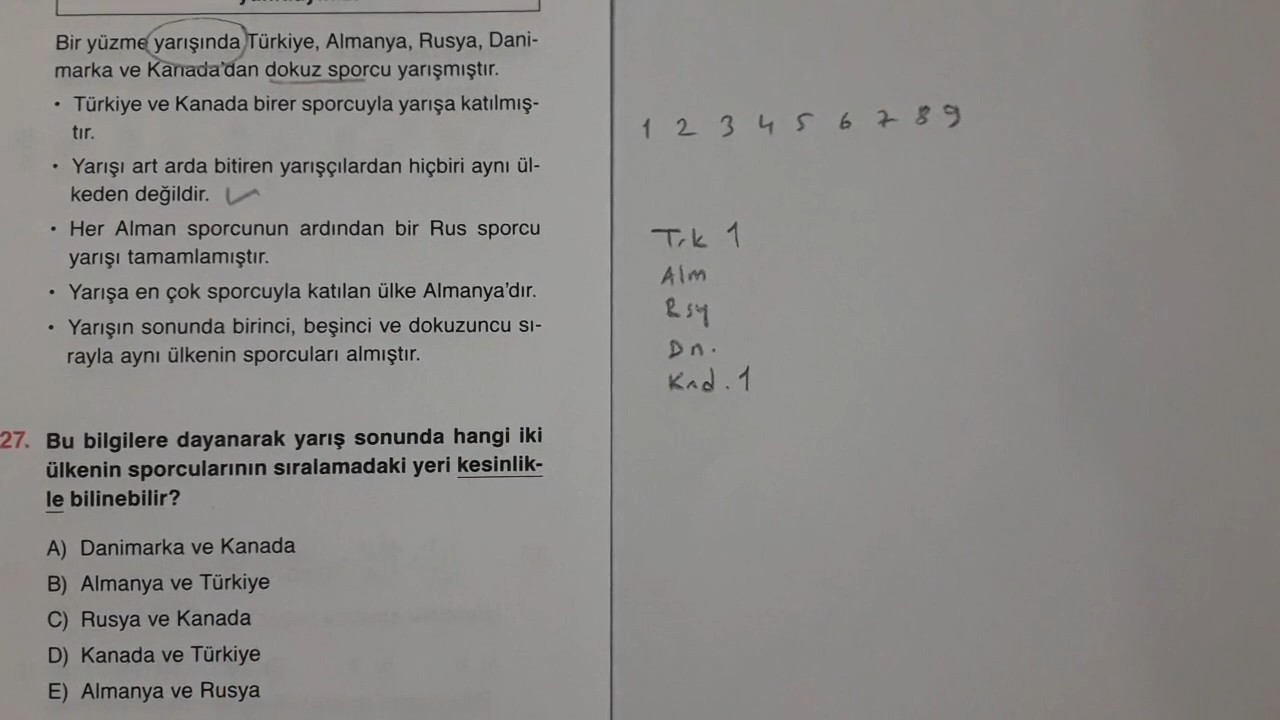 Bir yüzme yarışında Türkiye, Almanya, Rusya, Dani-
marka ve Kanada'dan dokuz sporcu yarışmıştır.
• Türkiye ve Kanada birer sporcuyla yarışa katılmış-
tır.
• Yarışı art arda bitiren yarışçılardan hiçbiri aynı ül-
keden değildir.
• Her Alman sporcunun ardından bir Rus sporcu
yarışı tamamlamıştır.
• Yarışa en çok sporcuyla katılan ülke Almanya'dır.
• Yarışın sonunda birinci, beşinci ve dokuzuncu sı-
rayla aynı ülkenin sporcuları almıştır.
27. Bu bilgilere dayanarak yarış sonunda hangi iki
ülkenin sporcularının sıralamadaki yeri kesinlik-
le bilinebilir?
A) Danimarka ve Kanada
B) Almanya ve Türkiye
C) Rusya ve Kanada
D) Kanada ve Türkiye
E) Almanya ve Rusya
1 2 3 4 5 6 7 8 9
Trk 1
Alm
Rsy
Dn.
Knd. 1